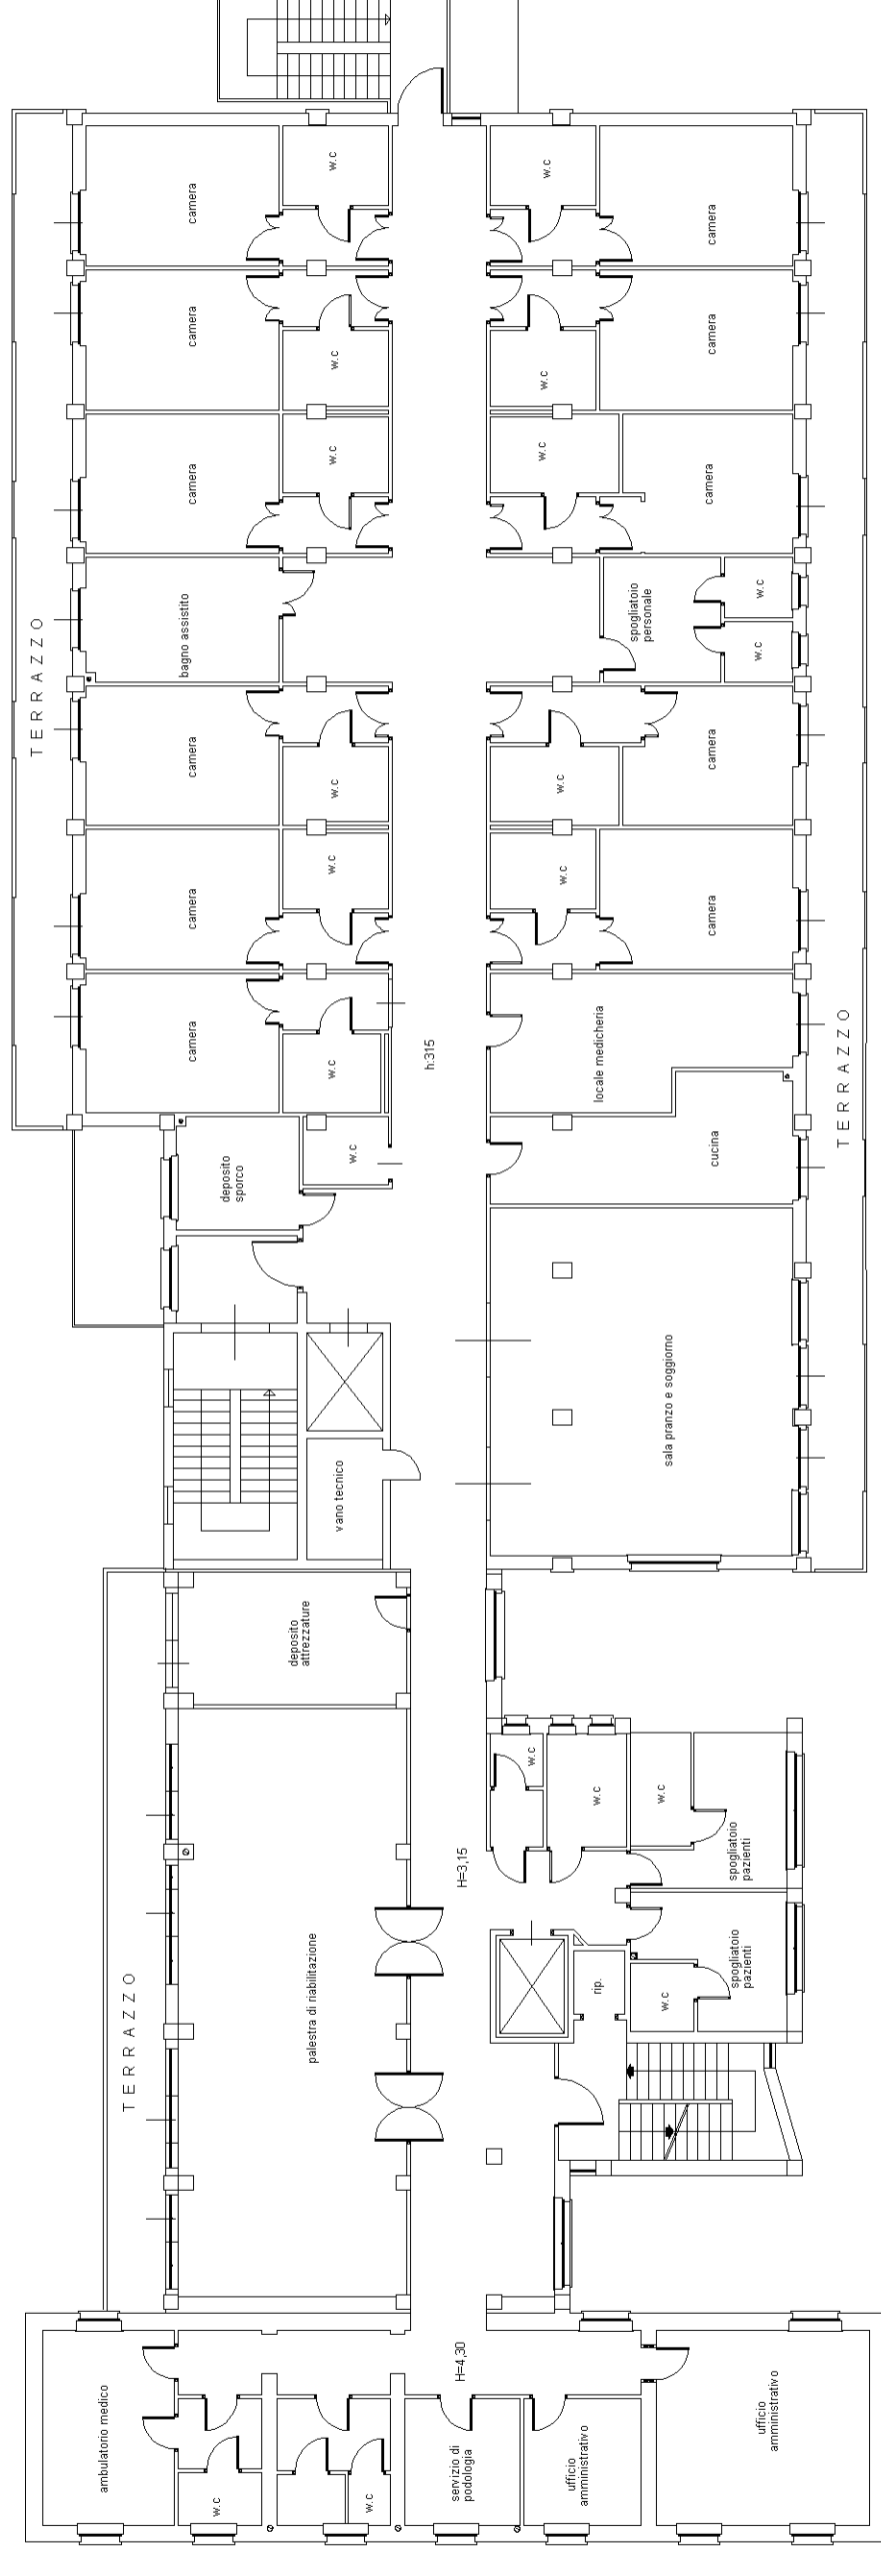 w.c
w.c
camera
camera
camera
camera
w.c
w.c
camera
w.c
w.c
camera
TERRAZZO
bagno assistito
spogliatoio
personale
w.c
w.c
camera
w.c
w.c
camera
camera
w.c
w.c
camera
camera
w.c
h:315
locale medicheria
TERRAZZO
deposito
sporco
w.c
cucina
sala pranzo e soggiorno
vano tecnico
deposito
attrezzature
w.c
w.c
w.c
H=3,15
spogliatoio
pazienti
palestra di riabilitazione
TERRAZZO
rip.
w.c
spogliatoio
pazienti
H=4,30
ambulatorio medico
w.c
w.c
servizio di
podologia
ufficio
amministrativo
ufficio
amministrativo